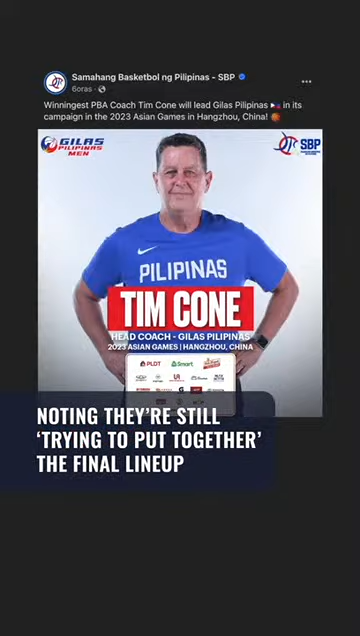 Samahang Basketbol ng Pilipinas - SBP
6oras ·
Winningest PBA Coach Tim Cone will lead Gilas Pilipinas 🇵🇭 in its
campaign in the 2023 Asian Games in Hangzhou, China! 🏀
GILAS
PILIPINAS
MEN
SBP
PILIPINAS
TIM CONE
HEAD COACH - GILAS PILIPINAS
2023 ASIAN GAMES | HANGZHOU, CHINA
PLDT
Smart
NOTING THEY'RE STILL
'TRYING TO PUT TOGETHER'
THE FINAL LINEUP